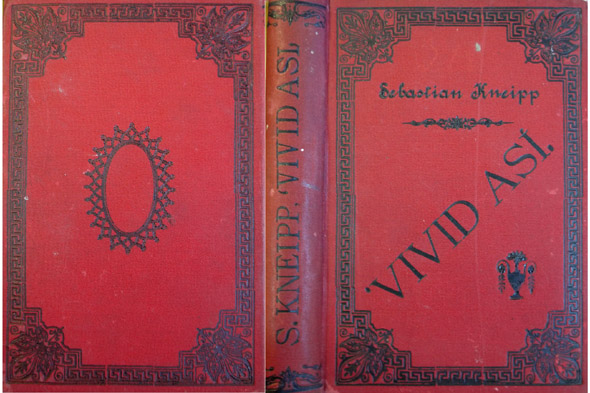 S. KNEIPP, VIVID ASÍ.
Sebastian Kneipp
VIVID ASÍ.